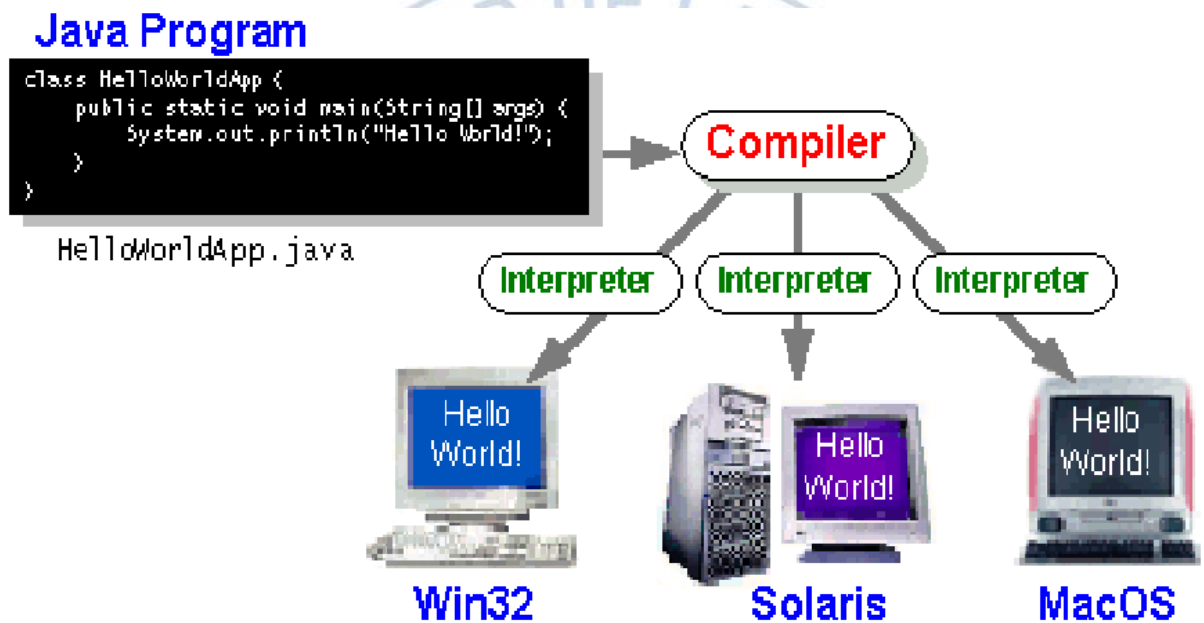 Java Program
class HelloWorldApp {
public static void main(String[] args) {
System.out.println("Hello World!");
}
}
HelloWorldApp.java
Compiler
Interpreter
Interpreter
Interpreter
Hello
World!
Hello
World!
Hello
World!
Win32
Solaris
MacOS